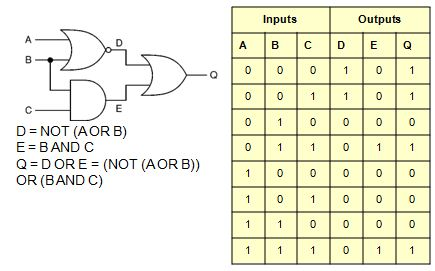 A
B
C
D
E
Q
D = NOT (A OR B)
E = B AND C
Q = D OR E = (NOT (A OR B))
OR (B AND C)
Inputs Outputs
A B C D E Q
0 0 0 1 0 1
0 0 1 1 0 1
0 1 0 0 0 0
0 1 1 0 1 1
1 0 0 0 0 0
1 0 1 0 0 0
1 1 0 0 0 0
1 1 1 0 1 1